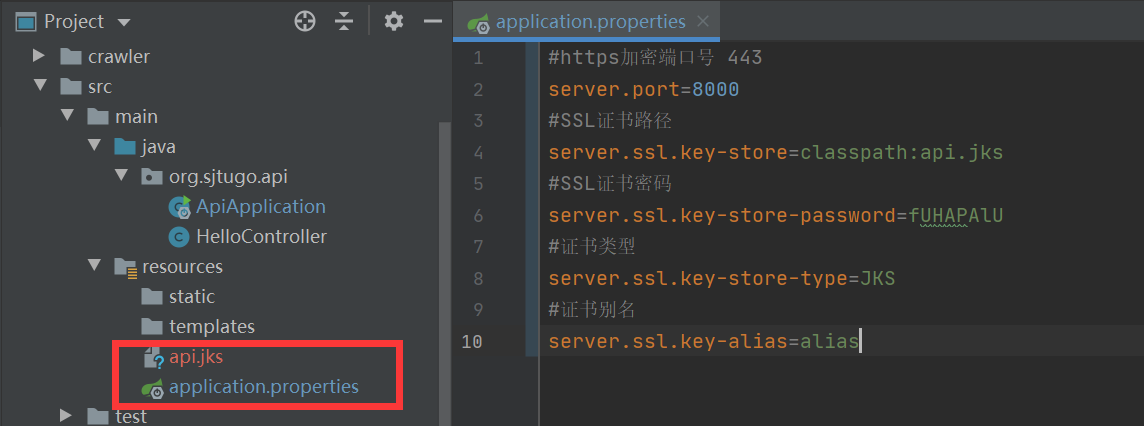 Project
crawler
src
main
java
org.sjtugo.api
ApiApplication
HelloController
resources
static
templates
api.jks
application.properties
test
application.properties
1 #https加密端口号 443
2 server.port=8000
3 #SSL证书路径
4 server.ssl.key-store=classpath:api.jks
5 #SSL证书密码
6 server.ssl.key-store-password=fUHAPAlU
7 #证书类型
8 server.ssl.key-store-type=JKS
9 #证书别名
10 server.ssl.key-alias=alias